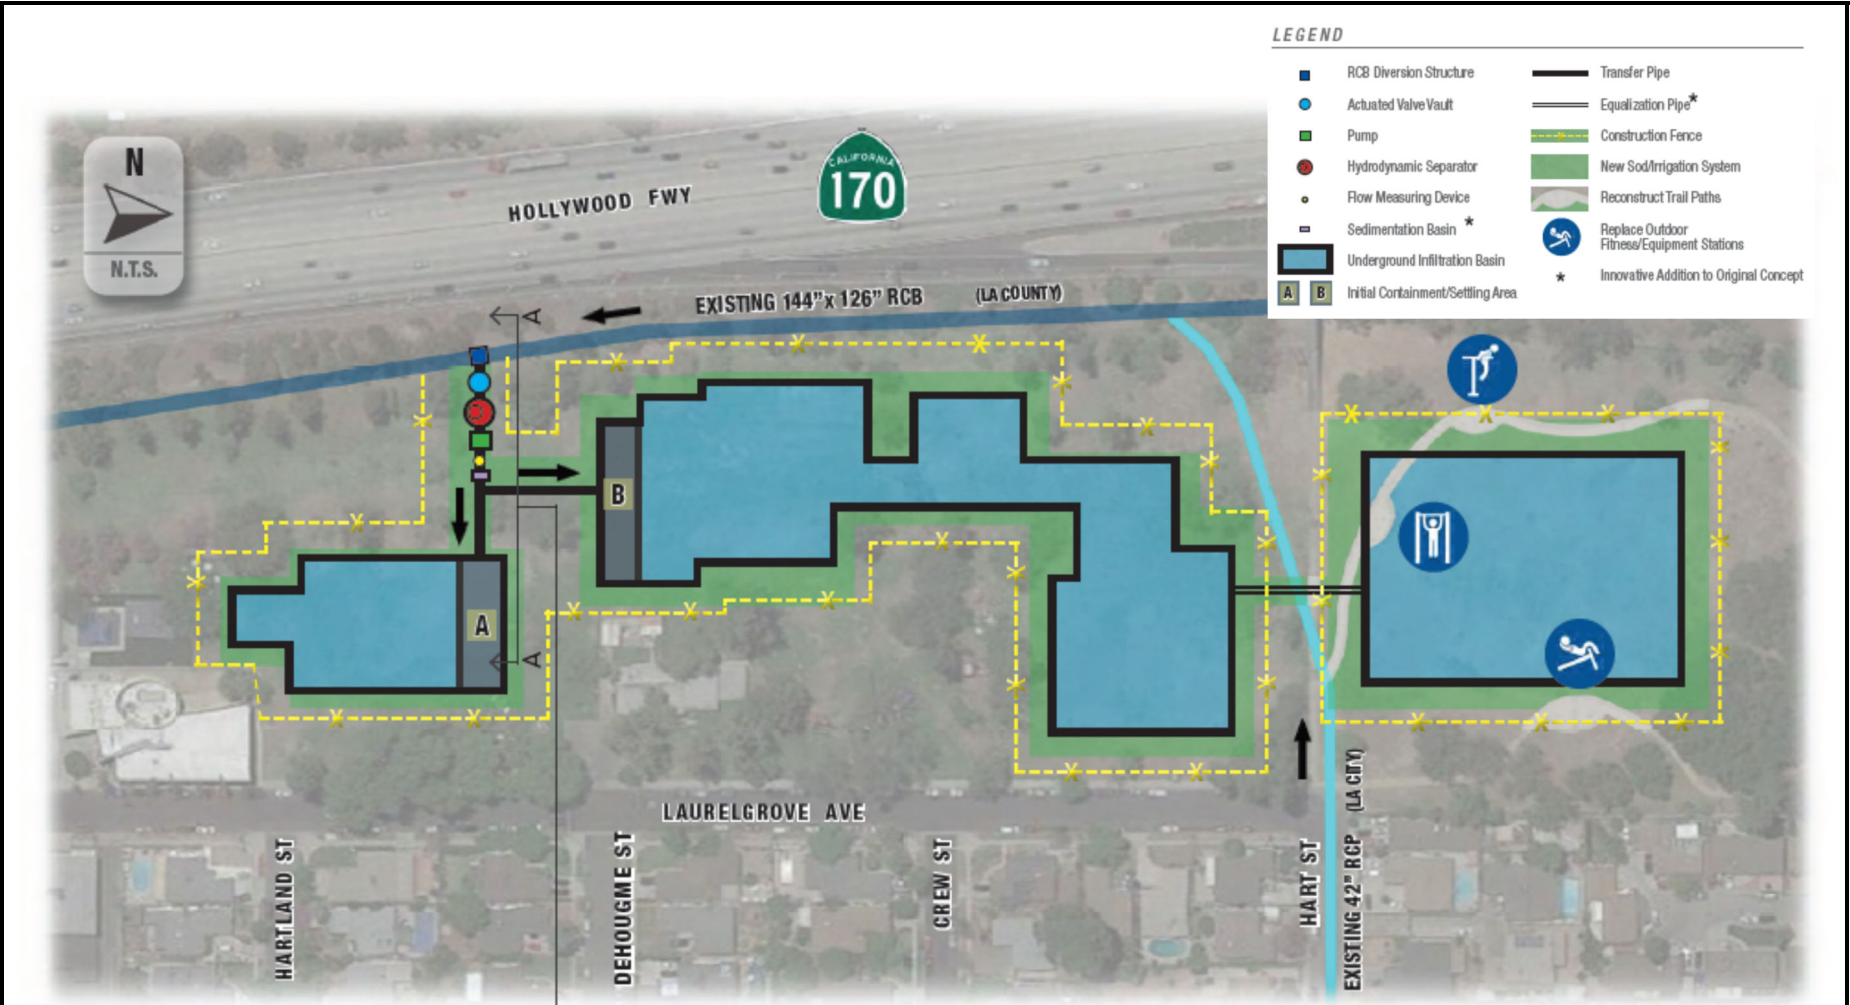 LEGEND
RCB Diversion Structure
Actuated Valve Vault
Pump
Hydrodynamic Separator
Flow Measuring Device
Sedimentation Basin *
Underground Infiltration Basin
A B Initial Containment/Settling Area
Transfer Pipe
Equalization Pipe*
Construction Fence
New Sod/Irrigation System
Reconstruct Trail Paths
Replace Outdoor
Fitness/Equipment Stations
* Innovative Addition to Original Concept
N
N.T.S.
HOLLYWOOD FWY
CALIFORNIA
170
EXISTING 144”x 126” RCB (LA COUNTY)
A
B
A
A
LAURELGROVE AVE
HARTLAND ST
DEHOUGME ST
CREW ST
HART ST
EXISTING 42” RCP (LA CITY)